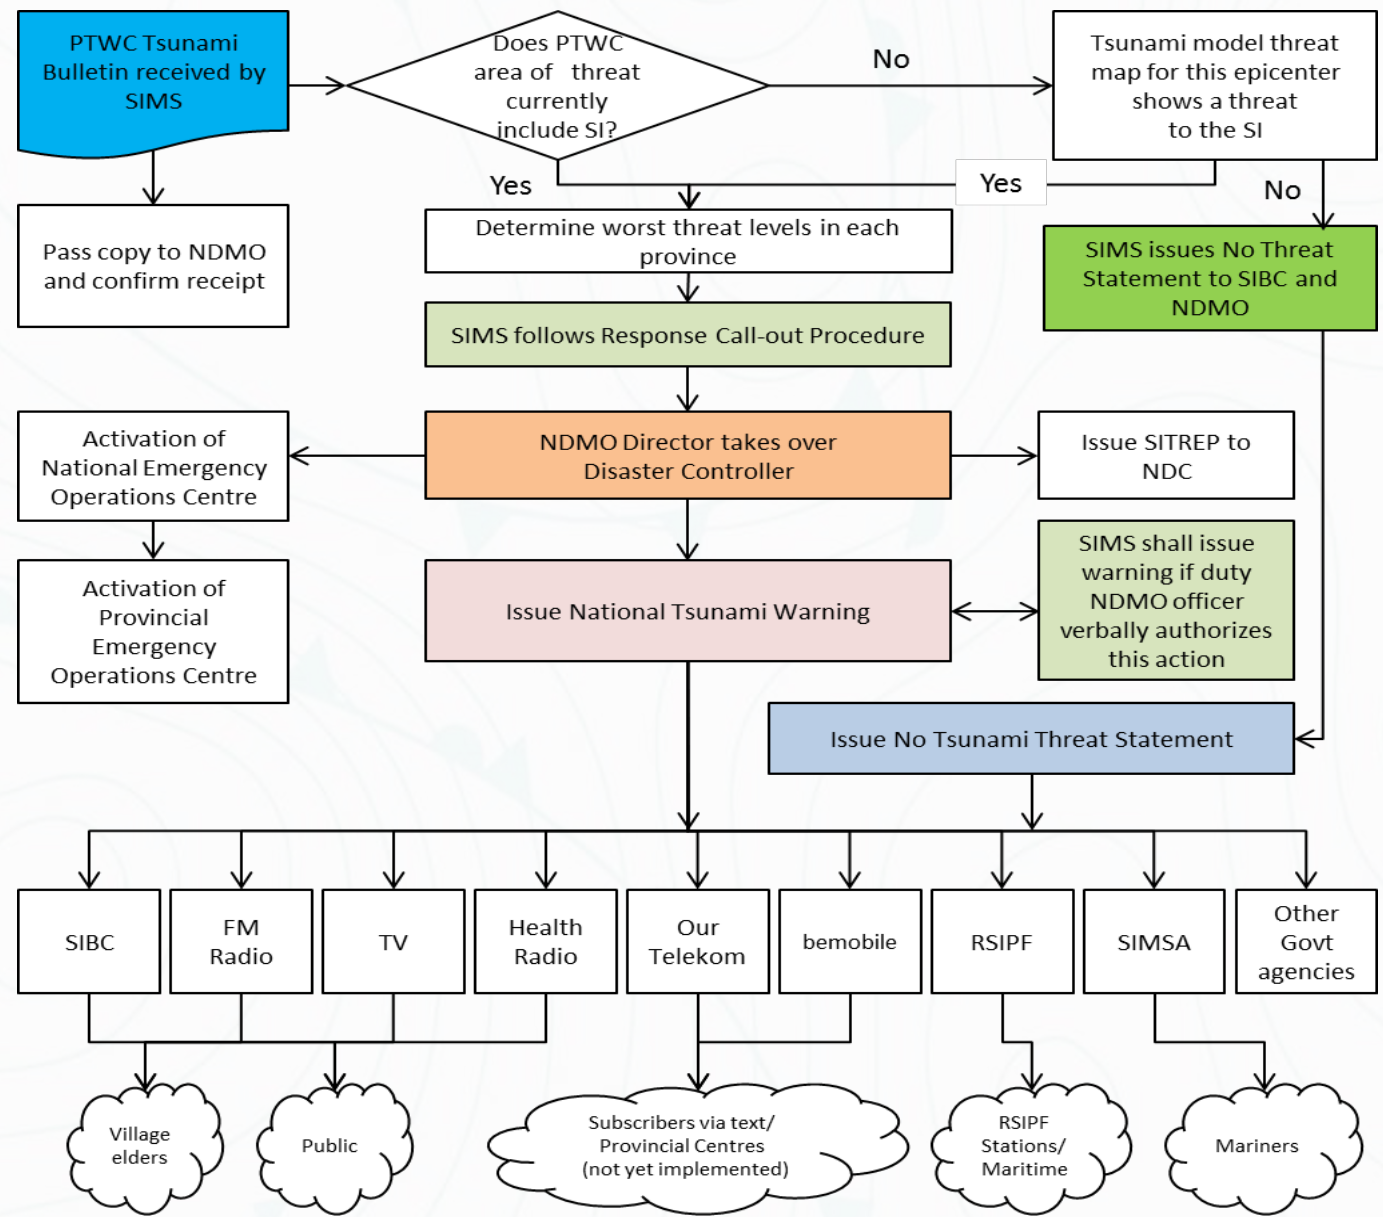 PTWC Tsunami
Bulletin received by
SIMS
Does PTWC
area of threat
currently
include SI?
No
Tsunami model threat
map for this epicenter
shows a threat
to the SI
Yes
Yes
No
Pass copy to NDMO
and confirm receipt
Determine worst threat levels in each
province
SIMS issues No Threat
Statement to SIBC and
NDMO
SIMS follows Response Call-out Procedure
Activation of
National Emergency
Operations Centre
NDMO Director takes over
Disaster Controller
Issue SITREP to
NDC
Activation of
Provincial
Emergency
Operations Centre
Issue National Tsunami Warning
SIMS shall issue
warning if duty
NDMO officer
verbally authorizes
this action
Issue No Tsunami Threat Statement
SIBC
FM
Radio
TV
Health
Radio
Our
Telekom
bemobile
RSIPF
SIMSA
Other
Govt
agencies
Village
elders
Public
Subscribers via text/
Provincial Centres
(not yet implemented)
RSIPF
Stations/
Maritime
Mariners